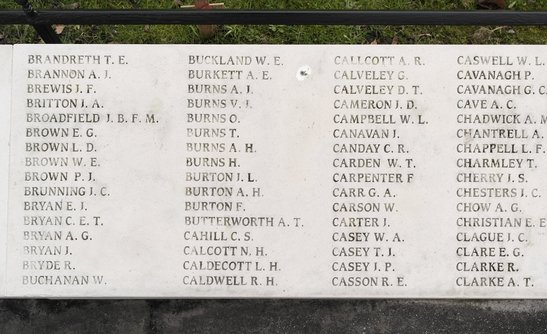 BRANDRETH T. E.
BRANNON A. J.
BREWIS J. F.
BRITTON J. A.
BROADFIELD J. B. F. M.
BROWN E. G.
BROWN L. D.
BROWN W. E.
BROWN P. J.
BRUNNING J. C.
BRYAN E. J.
BRYAN C. E. T.
BRYAN A. G.
BRYAN J.
BRYDE R.
BUCHANAN W.
BUCKLAND W. E.
BURKETT A. E.
BURNS A. J.
BURNS V. J.
BURNS O.
BURNS T.
BURNS A. H.
BURNS H.
BURTON J. L.
BURTON A. H.
BURTON F.
BUTTERWORTH A. T.
CAHILL C. S.
CALCOTT N. H.
CALDECOTT L. H.
CALDWELL R. H.
CALLCOTT A. R.
CALVELEY G.
CALVELEY D. T.
CAMERON J. D.
CAMPBELL W. L.
CANAVAN J.
CANDAY C. R.
CARDEN W. T.
CARPENTER F
CARR G. A.
CARSON W.
CARTER J.
CASEY W. A.
CASEY T. J.
CASEY J. P.
CASSON R. E.
CASWELL W. L.
CAVANAGH P.
CAVANAGH G. C.
CAVE A. C.
CHADWICK A. M
CHANTRELL A.
CHAPPELL L. F.
CHARMLEY T.
CHERRY J. S.
CHESTERS J. C.
CHOW A. G.
CHRISTIAN E. E
CLAGUE J. C.
CLARE E. G.
CLARKE R.
CLARKE A. T.